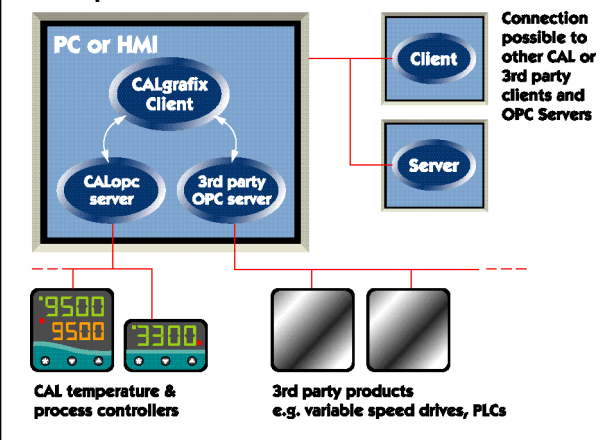 PC or HMI
CALgrafix
Client
CALopc
server
3rd party
OPC server
Client
Server
Connection
possible to
other CAL or
3rd party
clients and
OPC Servers
9500
9500
3300
CAL temperature &
process controllers
3rd party products
e.g. variable speed drives, PLCs